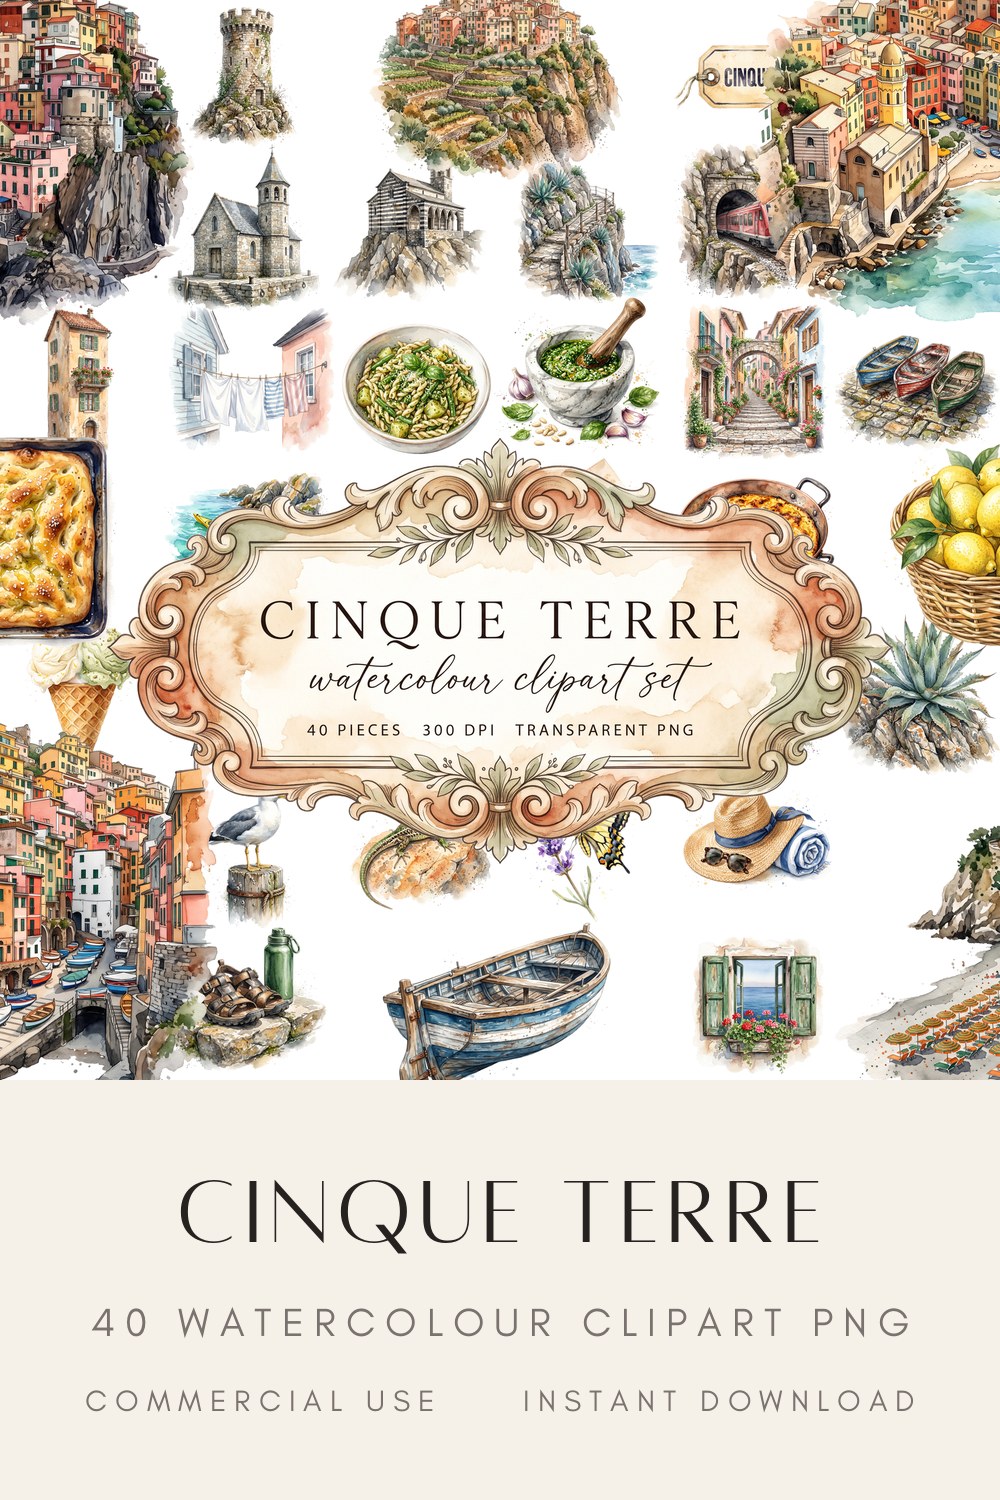 CINQU
CINQUE TERRE
watercolour clipart set
40 PIECES 300 DPI TRANSPARENT PNG
CINQUE TERRE
40 WATERCOLOUR CLIPART PNG
COMMERCIAL USE INSTANT DOWNLOAD